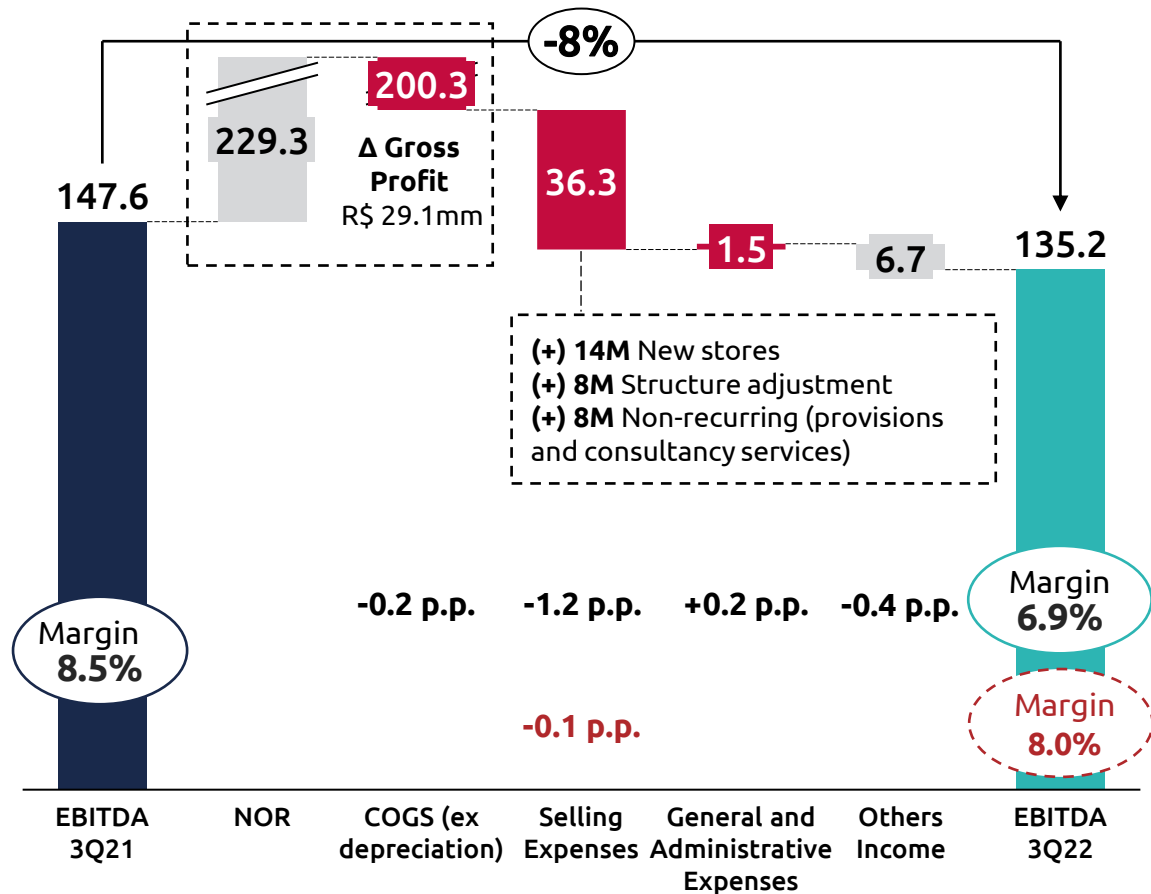 -8%
200.3
229.3
Δ Gross
Profit
R$ 29.1mm
147.6
36.3
1.5
6.7
135.2
(+) 14M New stores
(+) 8M Structure adjustment
(+) 8M Non-recurring (provisions
and consultancy services)
-0.2 p.p.
-1.2 p.p.
+0.2 p.p.
-0.4 p.p.
Margin
6.9%
Margin
8.5%
-0.1 p.p.
Margin
8.0%
EBITDA
3Q21
NOR
COGS (ex
depreciation)
Selling
Expenses
General and
Administrative
Expenses
Others
Income
EBITDA
3Q22